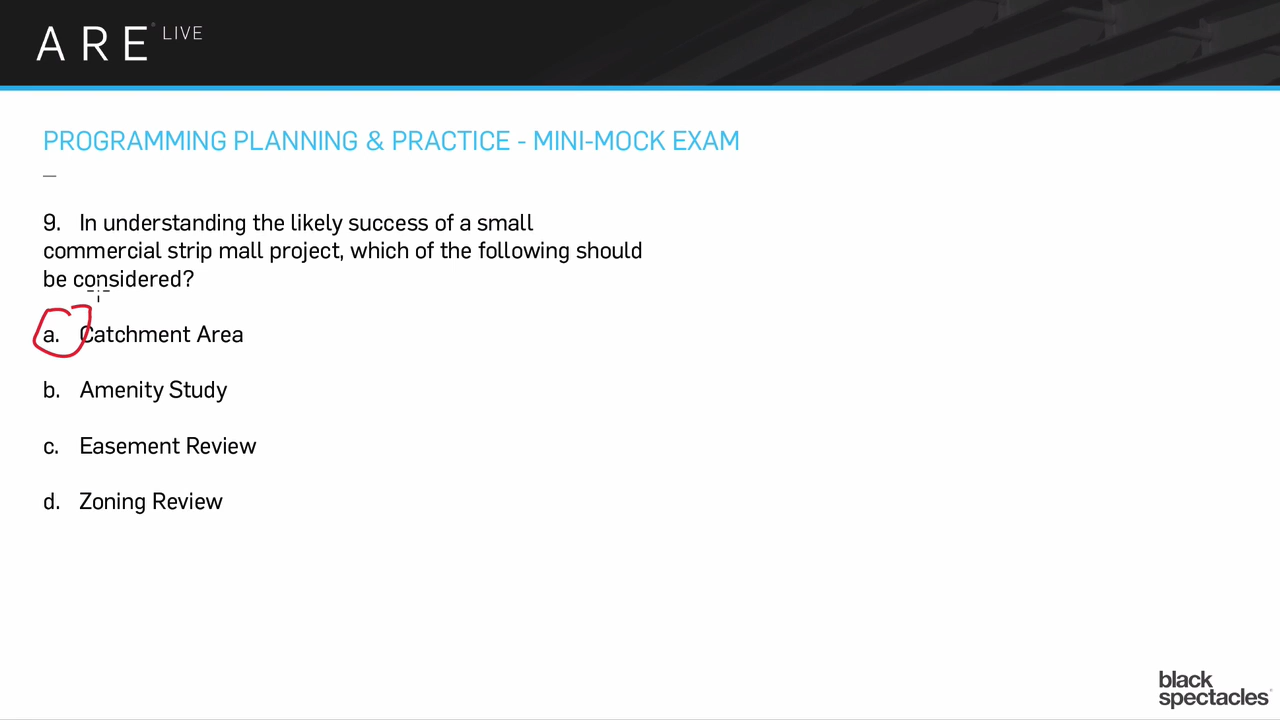 ARE LIVE
PROGRAMMING PLANNING & PRACTICE - MINI-MOCK EXAM
9. In understanding the likely success of a small
commercial strip mall project, which of the following should
be considered?
a. Catchment Area
b. Amenity Study
c. Easement Review
d. Zoning Review
black
spectacles